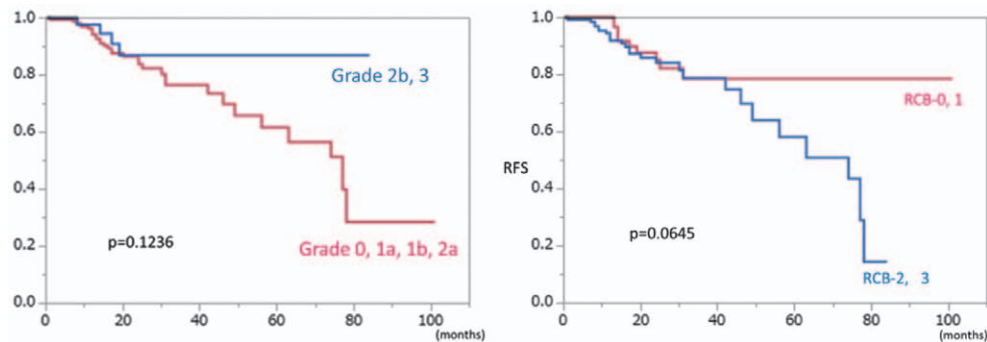 1.0
0.8
0.6
0.4
0.2
0.0
Grade 2b, 3
p=0.1236
Grade 0, 1a, 1b, 2a
0 20 40 60 80 100
(months)
RFS
1.0
0.8
0.6
0.4
0.2
0.0
RCB-0, 1
p=0.0645
RCB-2, 3
0 20 40 60 80 100
(months)